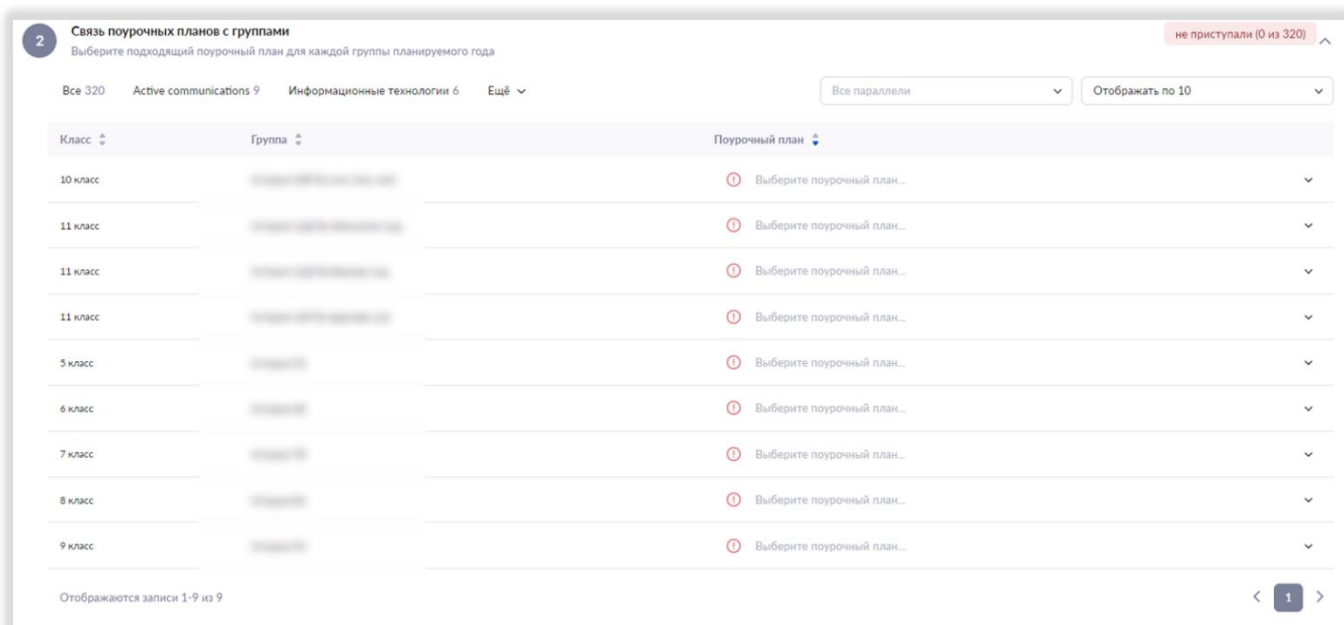 2
Связь поурочных планов с группами
Выберите подходящий поурочный план для каждой группы планируемого года
не приступали (0 из 320)
Все 320 Active communications 9 Информационные технологии 6 Ещё
Все параллели
Отображать по 10
Класс Группа Поурочный план
10 класс Выберите поурочный план...
11 класс Выберите поурочный план...
11 класс Выберите поурочный план...
11 класс Выберите поурочный план...
5 класс Выберите поурочный план...
6 класс Выберите поурочный план...
7 класс Выберите поурочный план...
8 класс Выберите поурочный план...
9 класс Выберите поурочный план...
Отображаются записи 1-9 из 9
1